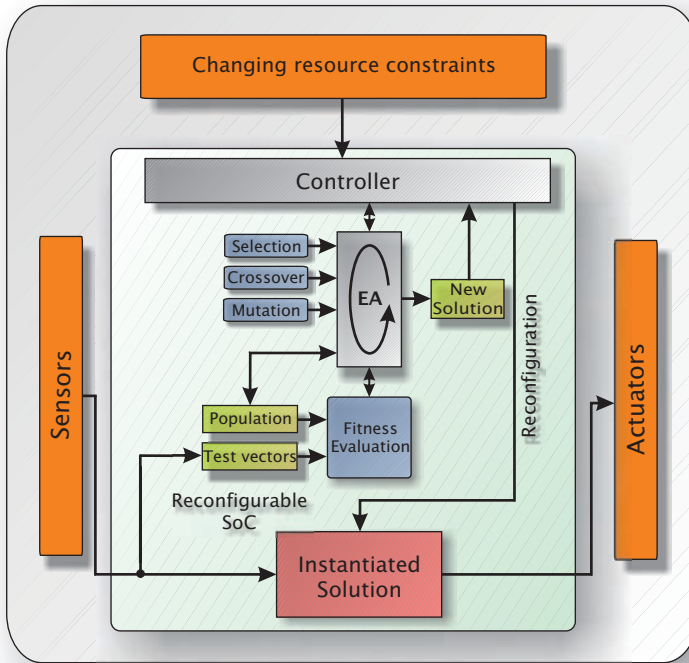 Changing resource constraints
Controller
Selection
Crossover
Mutation
EA
New
Solution
Population
Test vectors
Fitness
Evaluation
Reconfiguration
Sensors
Actuators
Reconfigurable
SoC
Instantiated
Solution